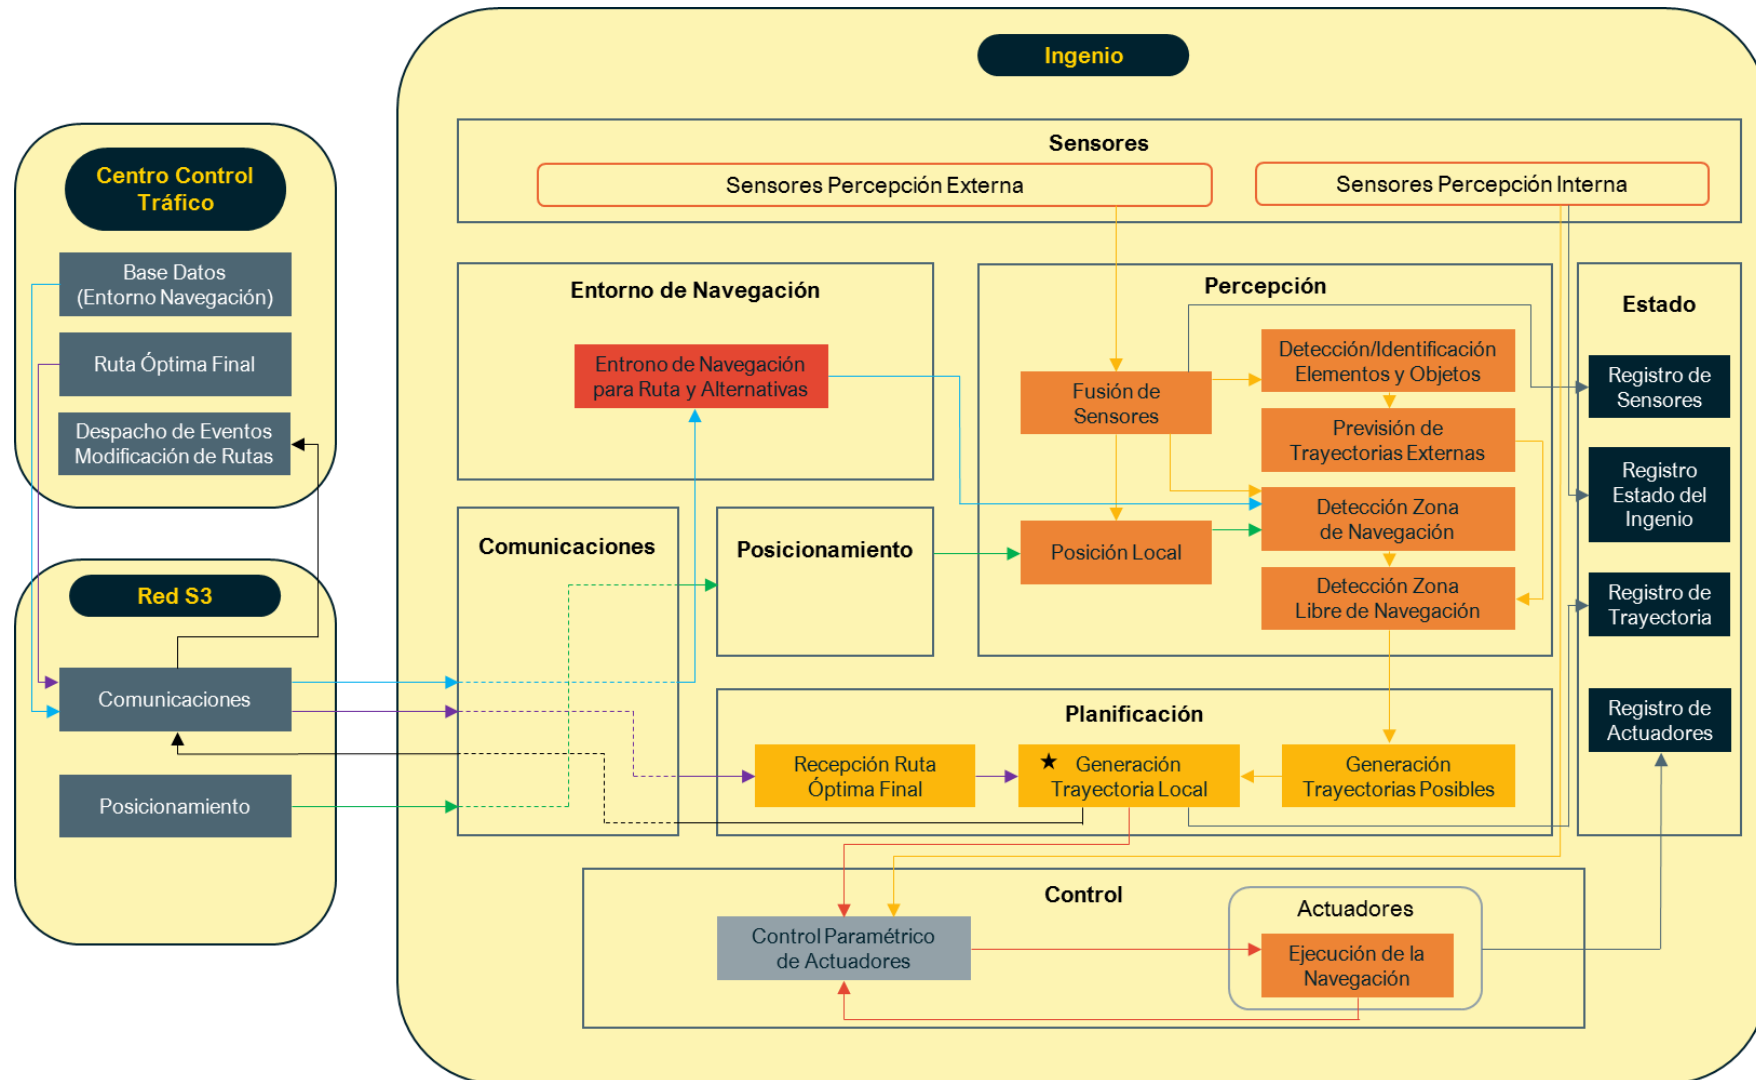 Ingenio
Sensores
Sensores Percepción Externa
Sensores Percepción Interna
Centro Control
Tráfico
Base Datos
(Entorno Navegación)
Ruta Óptima Final
Despacho de Eventos
Modificación de Rutas
Red S3
Comunicaciones
Posicionamiento
Entorno de Navegación
Entrono de Navegación
para Ruta y Alternativas
Comunicaciones
Posicionamiento
Percepción
Fusión de
Sensores
Detección/Identificación
Elementos y Objetos
Previsión de
Trayectorias Externas
Detección Zona
de Navegación
Posición Local
Detección Zona
Libre de Navegación
Estado
Registro de
Sensores
Registro
Estado del
Ingenio
Registro de
Trayectoria
Registro de
Actuadores
Planificación
Recepción Ruta
Óptima Final
Generación
Trayectoria Local
Generación
Trayectorias Posibles
Control
Control Paramétrico
de Actuadores
Actuadores
Ejecución de la
Navegación